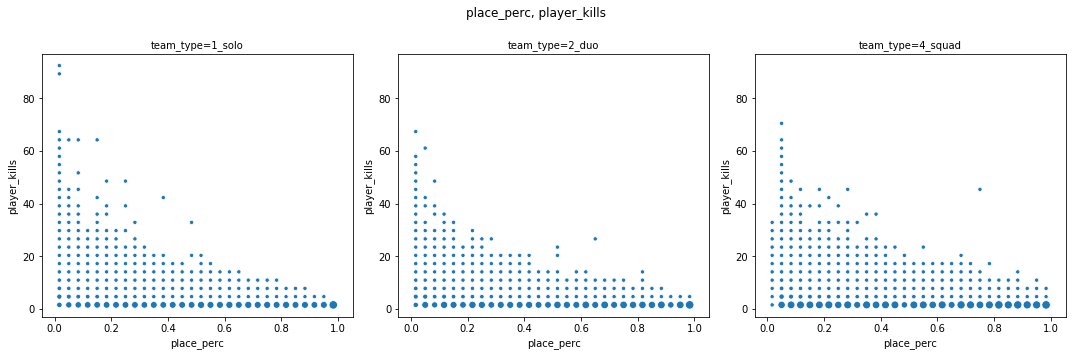 place_perc, player_kills
team_type=1_solo
player_kills
80
60
40
20
0
0.0 0.2 0.4 0.6 0.8 1.0
place_perc
team_type=2_duo
player_kills
80
60
40
20
0
0.0 0.2 0.4 0.6 0.8 1.0
place_perc
team_type=4_squad
player_kills
80
60
40
20
0
0.0 0.2 0.4 0.6 0.8 1.0
place_perc